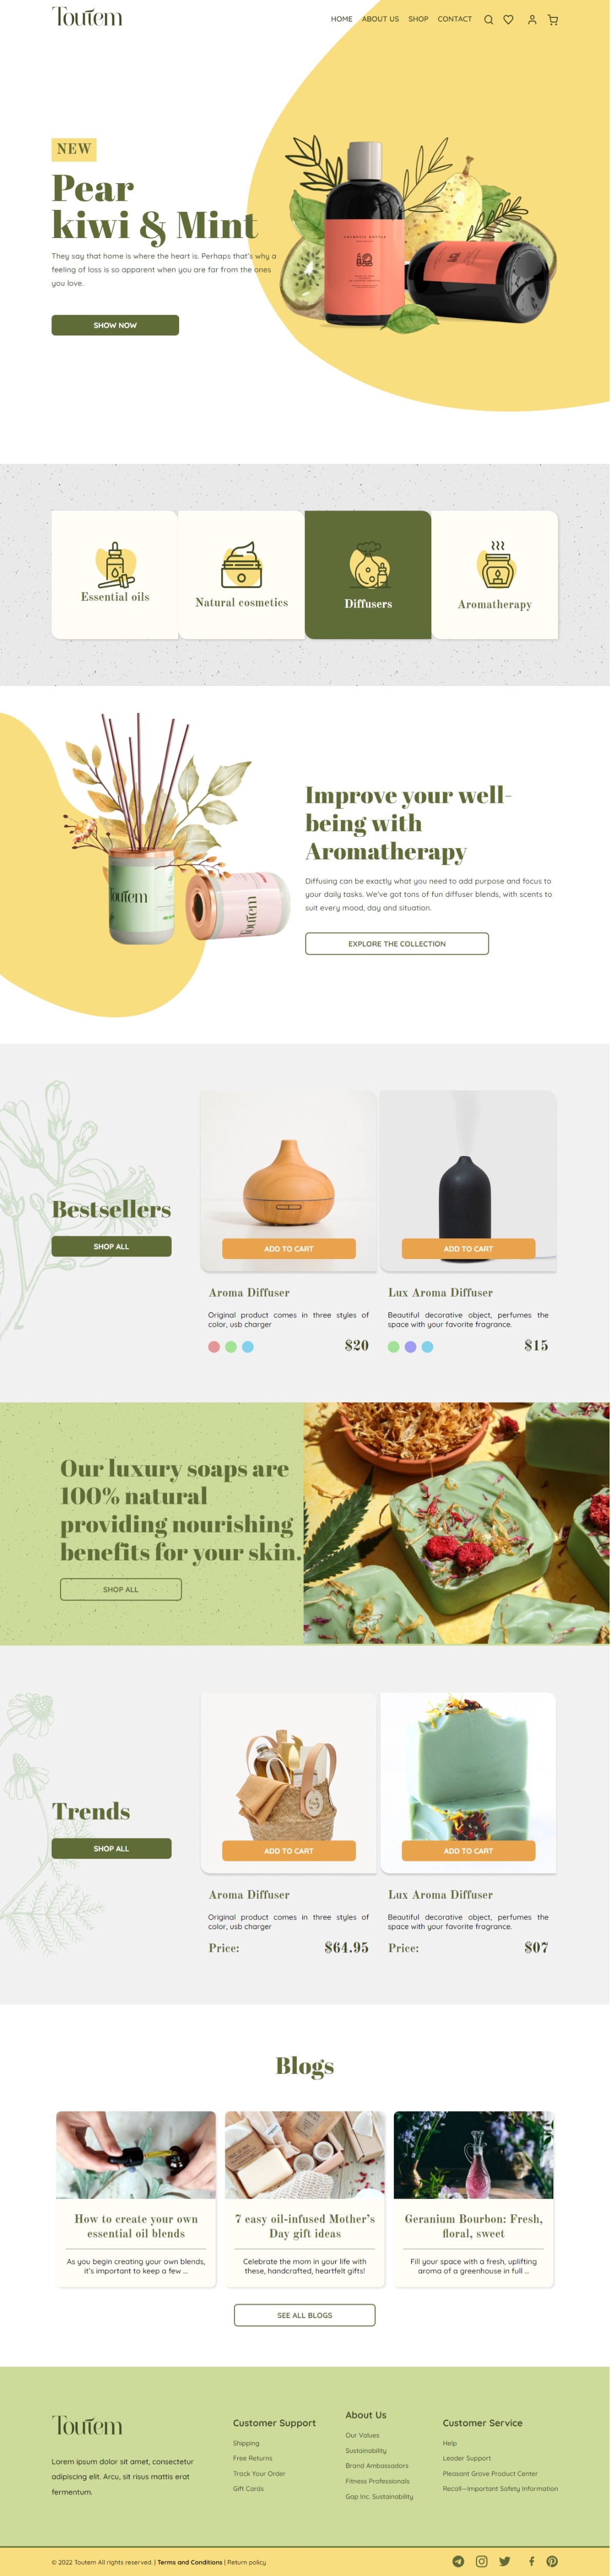 Toutem
HOME ABOUT US SHOP CONTACT
NEW
Pear
kiwi & Mint
They say that home is where the heart is. Perhaps that's why a
feeling of loss is so apparent when you are far from the ones
you love.
SHOW NOW
COSMETIC BOTTLE
Essential oils
Natural cosmetics
Diffusers
Aromatherapy
Toutem
Toutem
Improve your well-
being with
Aromatherapy
Diffusing can be exactly what you need to add purpose and focus to
your daily tasks. We've got tons of fun diffuser blends, with scents to
suit every mood, day and situation.
EXPLORE THE COLLECTION
Bestsellers
SHOP ALL
ADD TO CART
Aroma Diffuser
Original product comes in three styles of
color, usb charger
$20
ADD TO CART
Lux Aroma Diffuser
Beautiful decorative object, perfumes the
space with your favorite fragrance.
$15
Our luxury soaps are
100% natural
providing nourishing
benefits for your skin.
SHOP ALL
Trends
SHOP ALL
ADD TO CART
Aroma Diffuser
Original product comes in three styles of
color, usb charger
Price: $64.95
ADD TO CART
Lux Aroma Diffuser
Beautiful decorative object, perfumes the
space with your favorite fragrance.
Price: $07
Blogs
How to create your own
essential oil blends
As you begin creating your own blends,
it's important to keep a few ...
7 easy oil-infused Mother's
Day gift ideas
Celebrate the mom in your life with
these, handcrafted, heartfelt gifts!
Geranium Bourbon: Fresh,
floral, sweet
Fill your space with a fresh, uplifting
aroma of a greenhouse in full ...
SEE ALL BLOGS
Toutem
Lorem ipsum dolor sit amet, consectetur
adipiscing elit. Arcu, sit risus mattis erat
fermentum.
Customer Support
Shipping
Free Returns
Track Your Order
Gift Cards
About Us
Our Values
Sustainability
Brand Ambassadors
Fitness Professionals
Gap Inc. Sustainability
Customer Service
Help
Leader Support
Pleasant Grove Product Center
Recall—Important Safety Information
© 2022 Toutem All rights reserved. | Terms and Conditions | Return policy